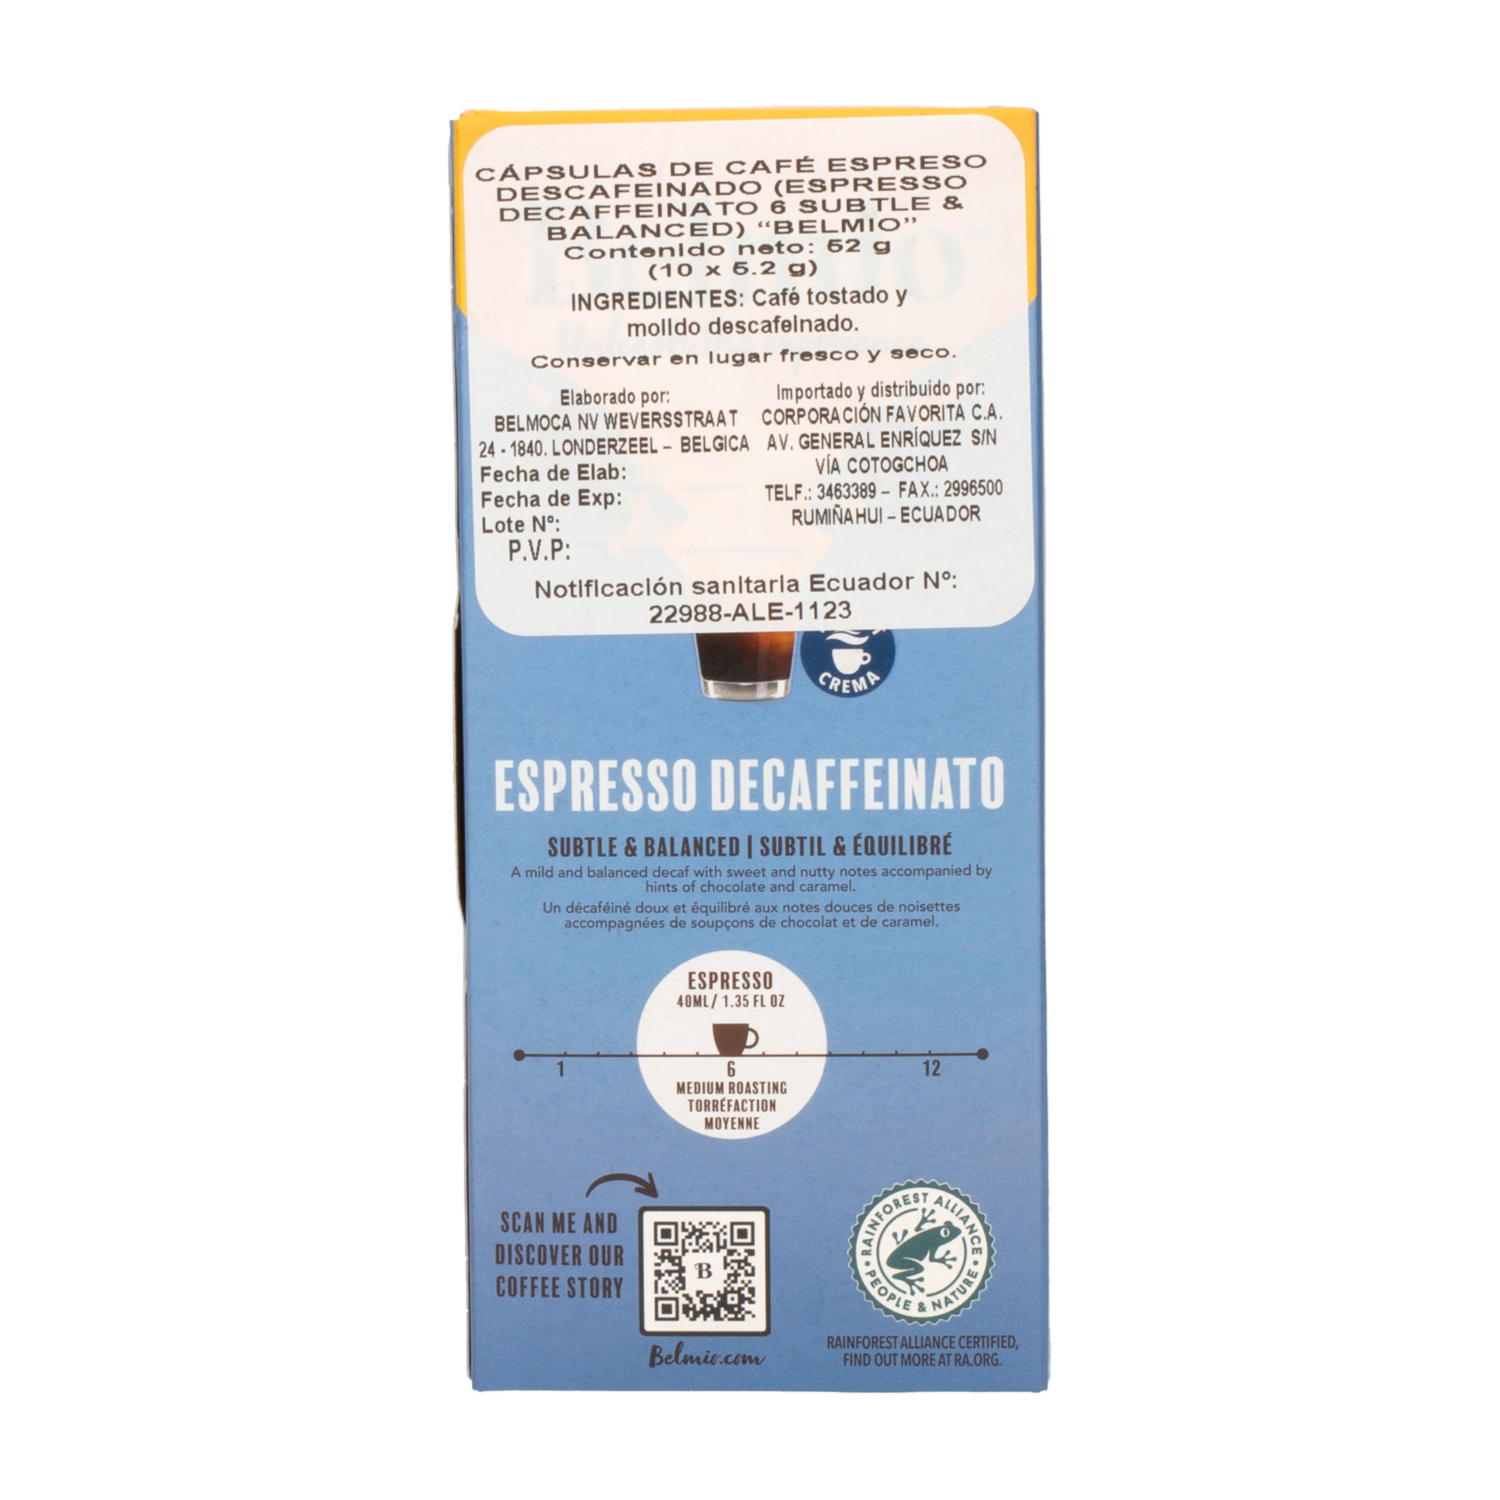 CÁPSULAS DE CAFÉ ESPRESO
DESCAFEINADO (ESPRESSO
DECAFFEINATO 6 SUBTLE &
BALANCED) “BELMIO”
Contenido neto: 52 g
(10 x 5.2 g)
INGREDIENTES: Café tostado y
molido descafeinado.
Conservar en lugar fresco y seco.
Elaborado por:
BELMOCA NV WEVERSSTRAAT
24 - 1840. LONDERZEEL – BELGICA
Fecha de Elab:
Fecha de Exp:
Lote Nº:
P.V.P:
Importado y distribuido por:
CORPORACIÓN FAVORITA C.A.
AV. GENERAL ENRÍQUEZ S/N
VÍA COTOGCHOA
TELF.: 3463389 – FAX.: 2996500
RUMIÑAHUI – ECUADOR
Notificación sanitaria Ecuador Nº:
22988-ALE-1123
CREMA
ESPRESSO DECAFFEINATO
SUBTLE & BALANCED | SUBTIL & ÉQUILIBRÉ
A mild and balanced decaf with sweet and nutty notes accompanied by
hints of chocolate and caramel.
Un décaféiné doux et équilibré aux notes douces de noisettes
accompagnées de soupçons de chocolat et de caramel.
ESPRESSO
40ML/ 1.35 FL OZ
1 6 12
MEDIUM ROASTING
TORRÉFACTION
MOYENNE
SCAN ME AND
DISCOVER OUR
COFFEE STORY
B
Belmio.com
RAINFOREST ALLIANCE
PEOPLE & NATURE
RAINFOREST ALLIANCE CERTIFIED,
FIND OUT MORE AT RA.ORG.